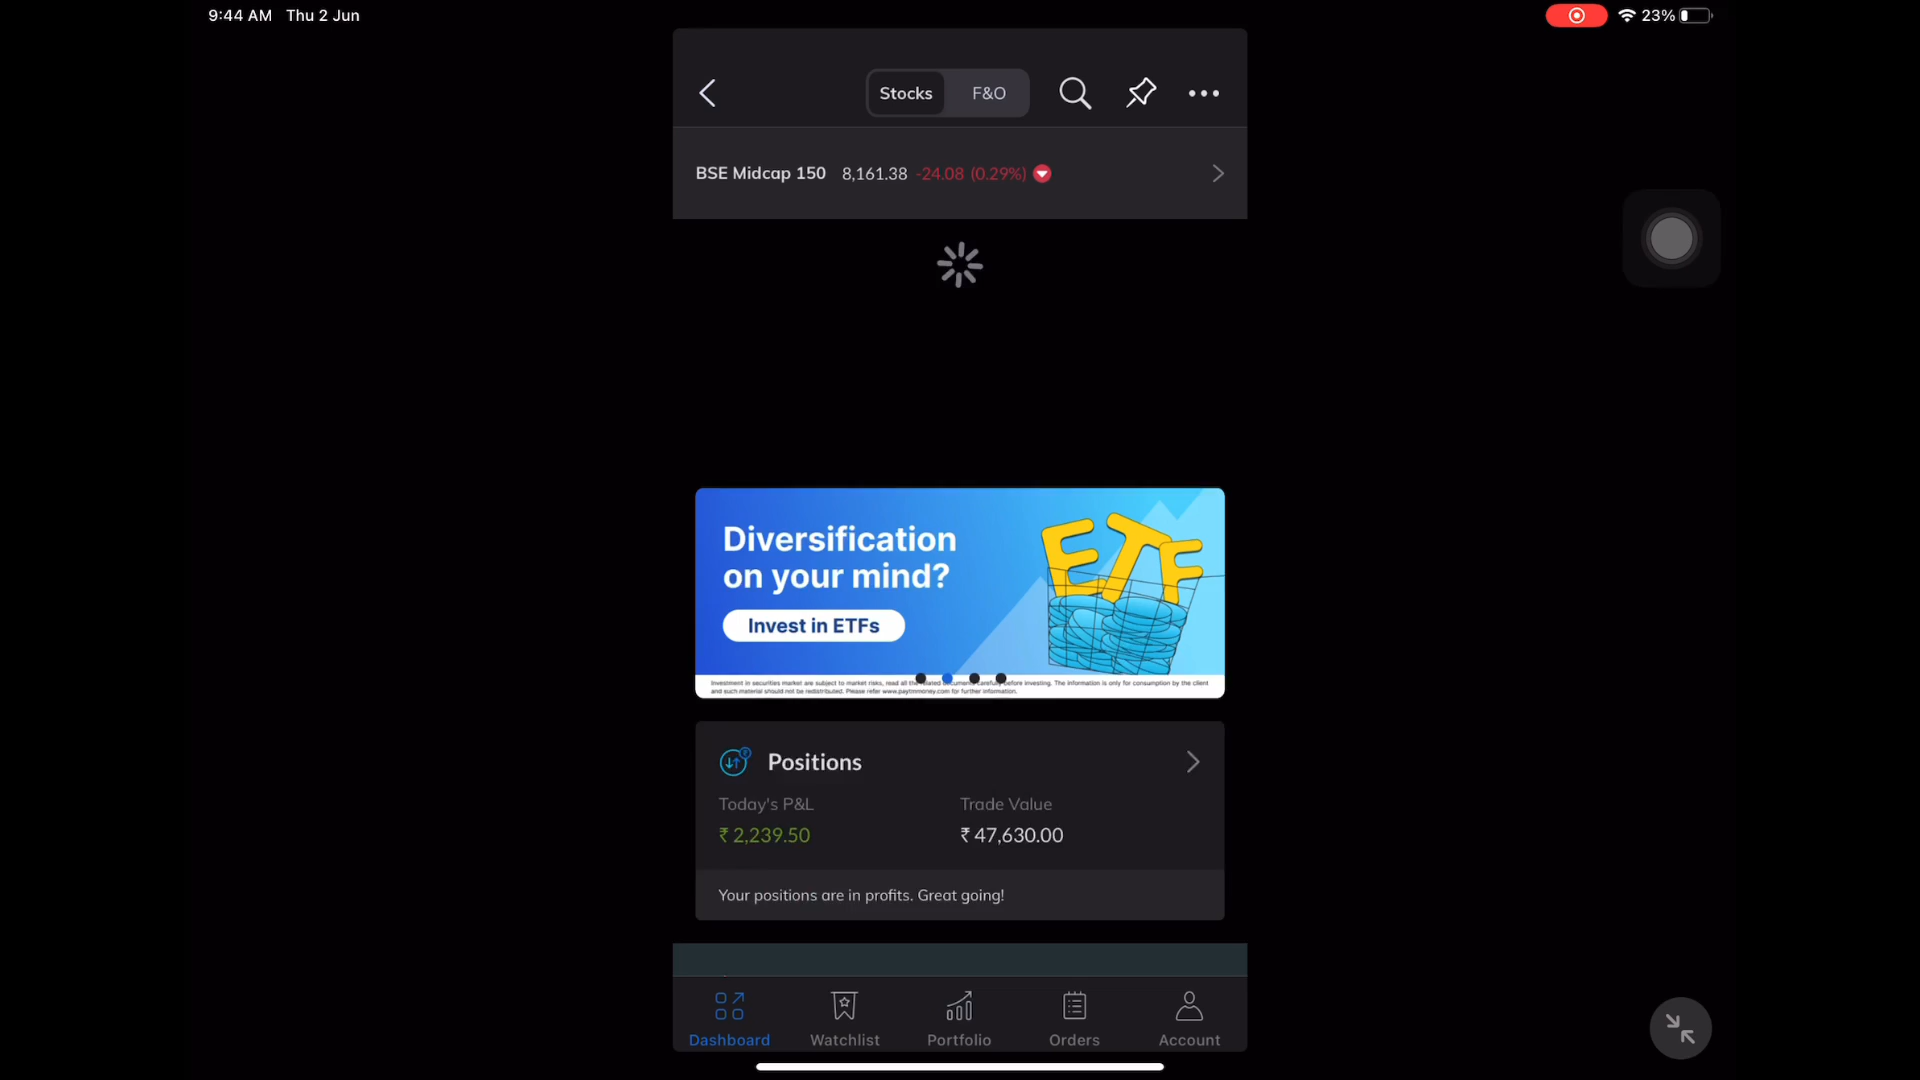 9:44 AM Thu 2 Jun
23%
Stocks F&O
BSE Midcap 150 8,161.38 -24.08 (0.29%)
Diversification
on your mind?
Invest in ETFs
ETF
Investment in securities market are subject to market risks, read all the related documents carefully before investing. The information is only for consumption by the client
and such material should not be redistributed. Please refer www.paytmmoney.com for further information.
Positions
Today's P&L Trade Value
₹ 2,239.50 ₹ 47,630.00
Your positions are in profits. Great going!
Dashboard Watchlist Portfolio Orders Account